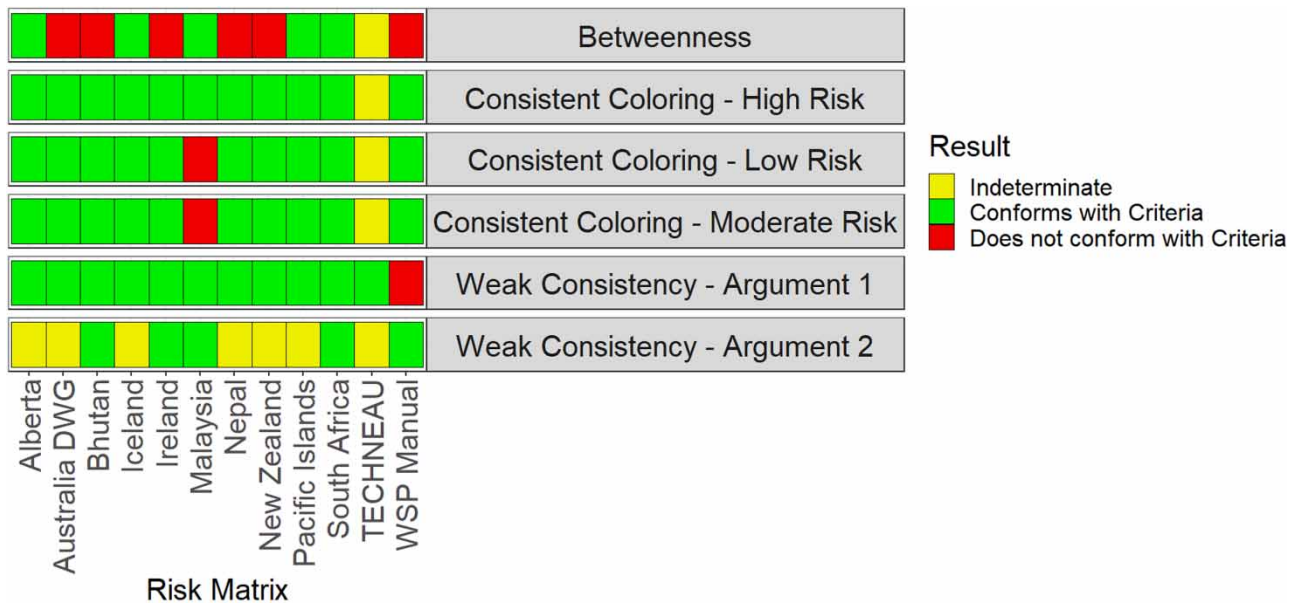 Betweenness
Consistent Coloring - High Risk
Consistent Coloring - Low Risk
Consistent Coloring - Moderate Risk
Weak Consistency - Argument 1
Weak Consistency - Argument 2
Alberta
Australia DWG
Bhutan
Iceland
Ireland
Malaysia
Nepal
New Zealand
Pacific Islands
South Africa
TECHNEAU
WSP Manual
Risk Matrix
Result
Indeterminate
Conforms with Criteria
Does not conform with Criteria